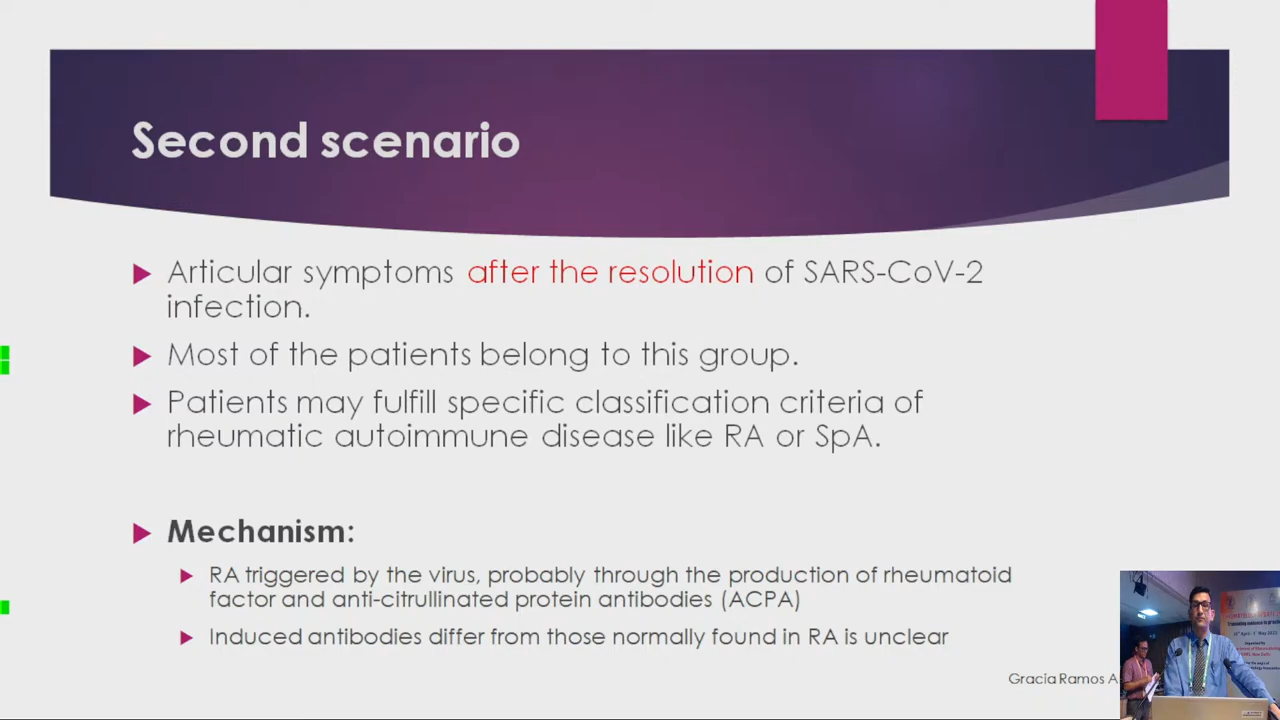 Second scenario
Articular symptoms after the resolution of SARS-CoV-2
infection.
Most of the patients belong to this group.
Patients may fulfill specific classification criteria of
rheumatic autoimmune disease like RA or SpA.
Mechanism:
RA triggered by the virus, probably through the production of rheumatoid
factor and anti-citrullinated protein antibodies (ACPA)
Induced antibodies differ from those normally found in RA is unclear
Gracia Ramos A